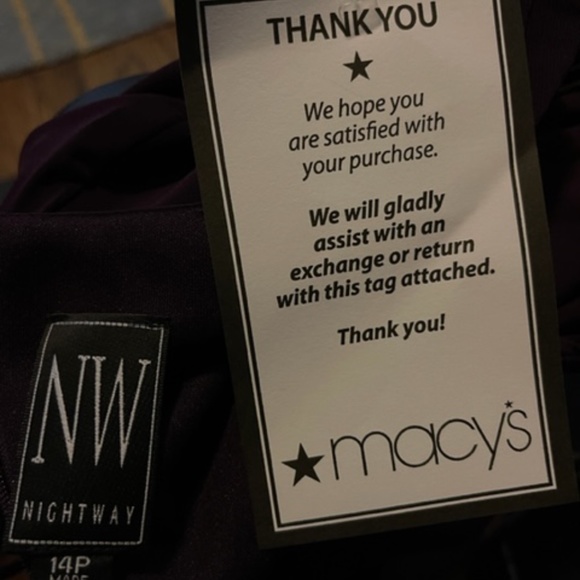 THANK YOU
We hope you
are satisfied with
your purchase.
We will gladly
assist with an
exchange or return
with this tag attached.
Thank you!
macy's
NW
NIGHTWAY
14P
MADE